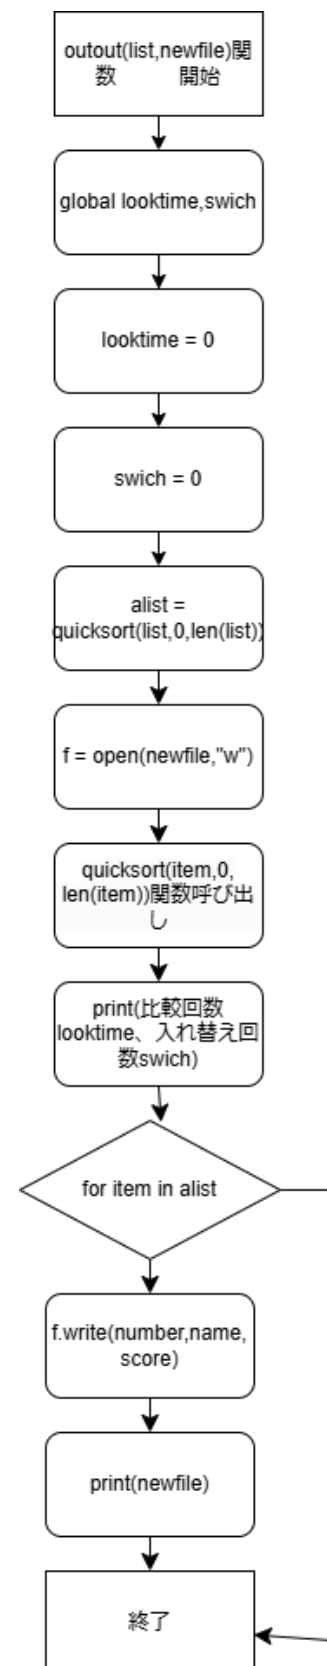 outout(list,newfile)関
数 開始
global looktime,swich
looktime = 0
swich = 0
alist =
quicksort(list,0,len(list))
f = open(newfile,"w")
quicksort(item,0,
len(item))関数呼び出
し
print(比較回数
looktime、入れ替え回
数swich)
for item in alist
f.write(number,name,
score)
print(newfile)
終了